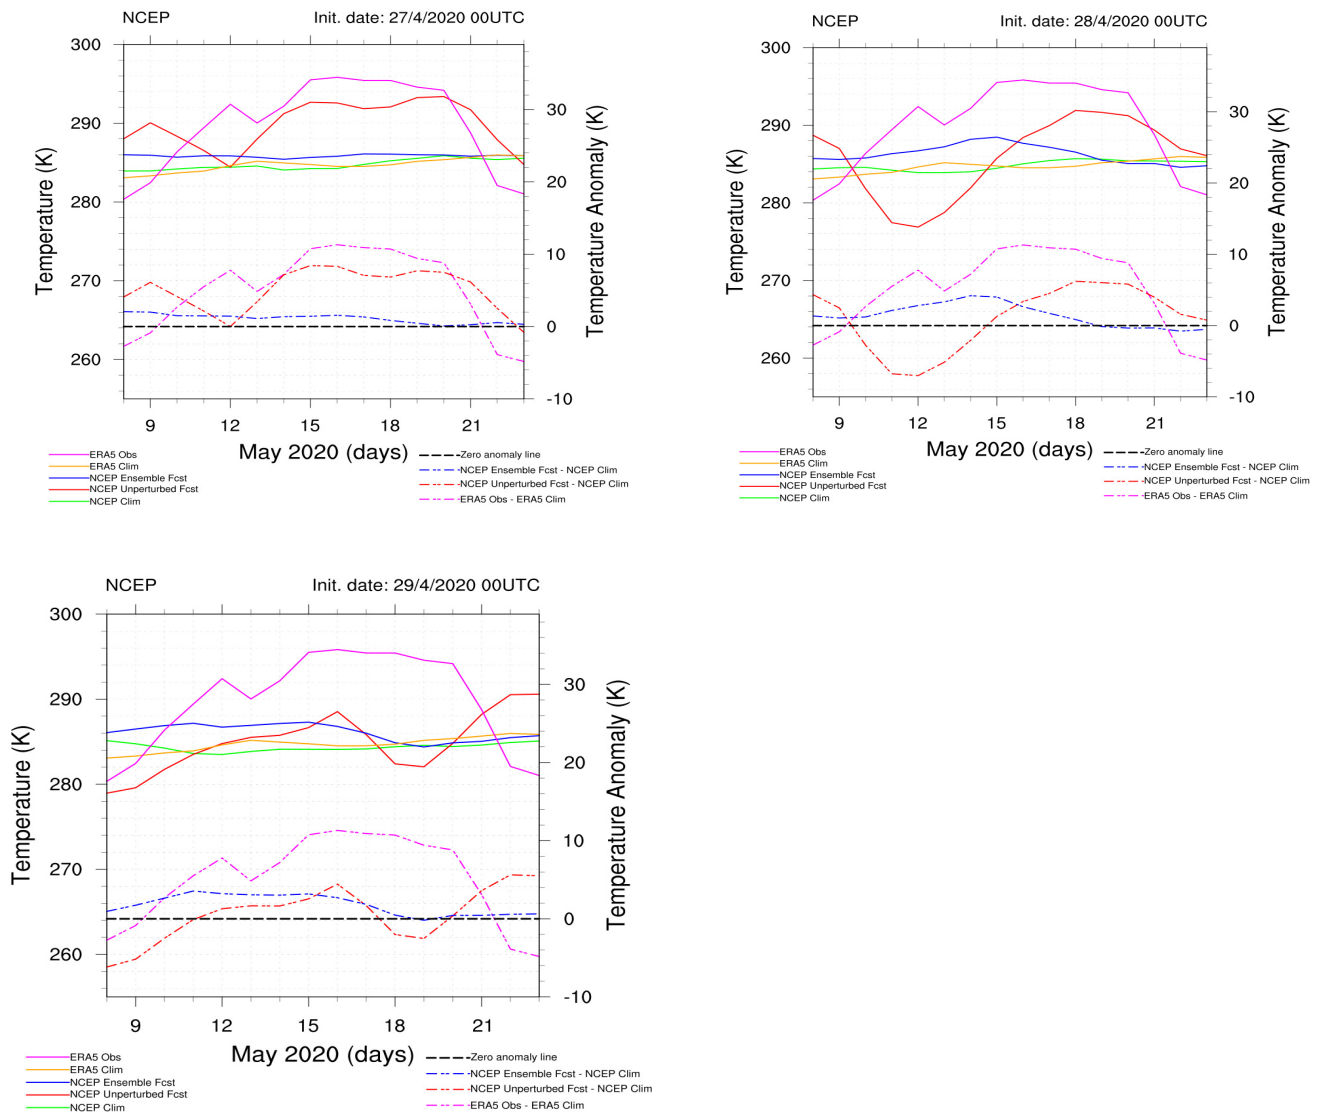 NCEP Init. date: 27/4/2020 00UTC
300
290
280
270
260
30
20
10
0
-10
Temperature (K)
Temperature Anomaly (K)
9 12 15 18 21
May 2020 (days)
ERA5 Obs
ERA5 Clim
NCEP Ensemble Fcst
NCEP Unperturbed Fcst
NCEP Clim
Zero anomaly line
NCEP Ensemble Fcst - NCEP Clim
NCEP Unperturbed Fcst - NCEP Clim
ERA5 Obs - ERA5 Clim
NCEP Init. date: 28/4/2020 00UTC
300
290
280
270
260
30
20
10
0
-10
Temperature (K)
Temperature Anomaly (K)
9 12 15 18 21
May 2020 (days)
ERA5 Obs
ERA5 Clim
NCEP Ensemble Fcst
NCEP Unperturbed Fcst
NCEP Clim
Zero anomaly line
NCEP Ensemble Fcst - NCEP Clim
NCEP Unperturbed Fcst - NCEP Clim
ERA5 Obs - ERA5 Clim
NCEP Init. date: 29/4/2020 00UTC
300
290
280
270
260
30
20
10
0
-10
Temperature (K)
Temperature Anomaly (K)
9 12 15 18 21
May 2020 (days)
ERA5 Obs
ERA5 Clim
NCEP Ensemble Fcst
NCEP Unperturbed Fcst
NCEP Clim
Zero anomaly line
NCEP Ensemble Fcst - NCEP Clim
NCEP Unperturbed Fcst - NCEP Clim
ERA5 Obs - ERA5 Clim